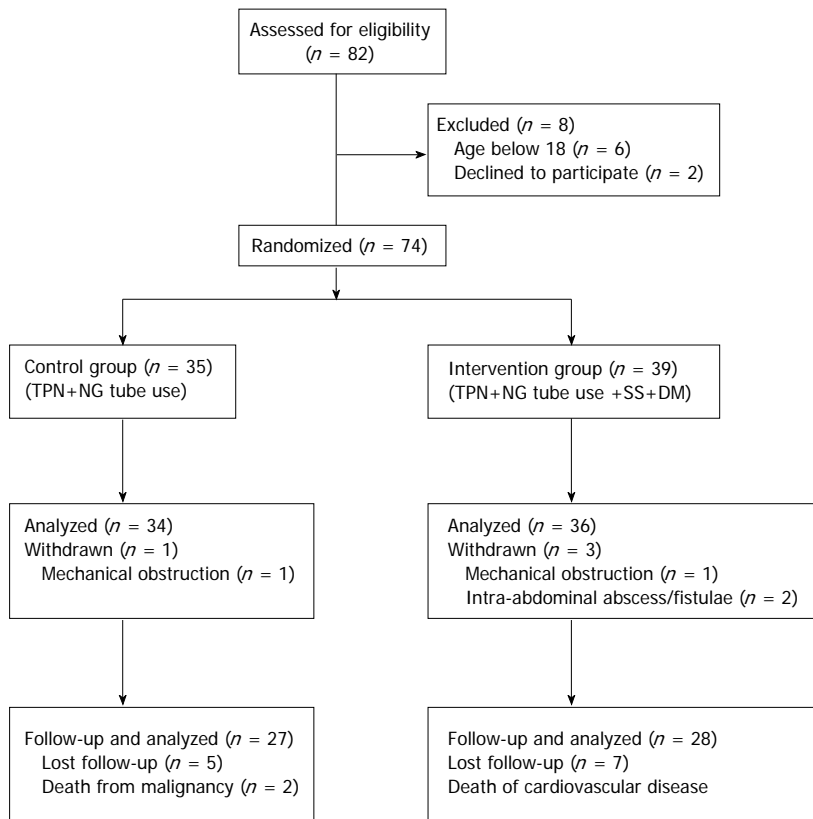 Assessed for eligibility
(n = 82)
Excluded (n = 8)
Age below 18 (n = 6)
Declined to participate (n = 2)
Randomized (n = 74)
Control group (n = 35)
(TPN+NG tube use)
Intervention group (n = 39)
(TPN+NG tube use +SS+DM)
Analyzed (n = 34)
Withdrawn (n = 1)
Mechanical obstruction (n = 1)
Analyzed (n = 36)
Withdrawn (n = 3)
Mechanical obstruction (n = 1)
Intra-abdominal abscess/fistulae (n = 2)
Follow-up and analyzed (n = 27)
Lost follow-up (n = 5)
Death from malignancy (n = 2)
Follow-up and analyzed (n = 28)
Lost follow-up (n = 7)
Death of cardiovascular disease